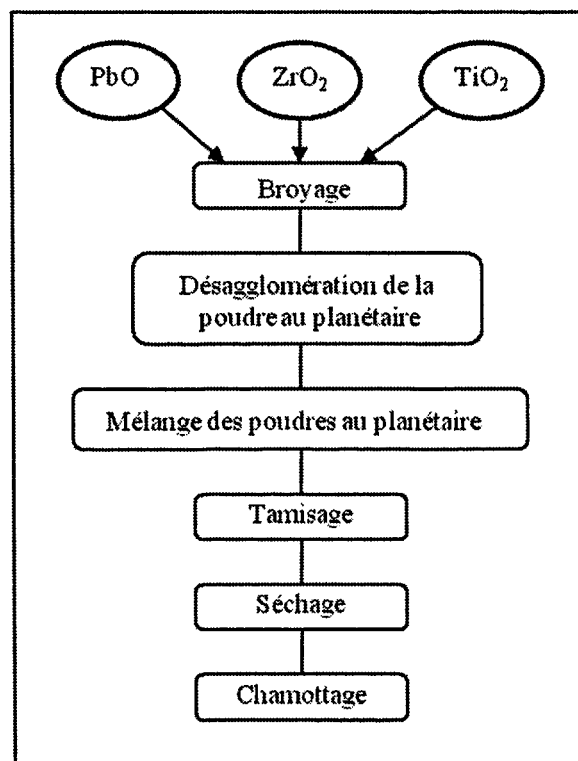 PbO
ZrO₂
TiO₂
Broyage
Désagglomération de la
poudre au planétaire
Mélange des poudres au planétaire
Tamisage
Séchage
Chamottage